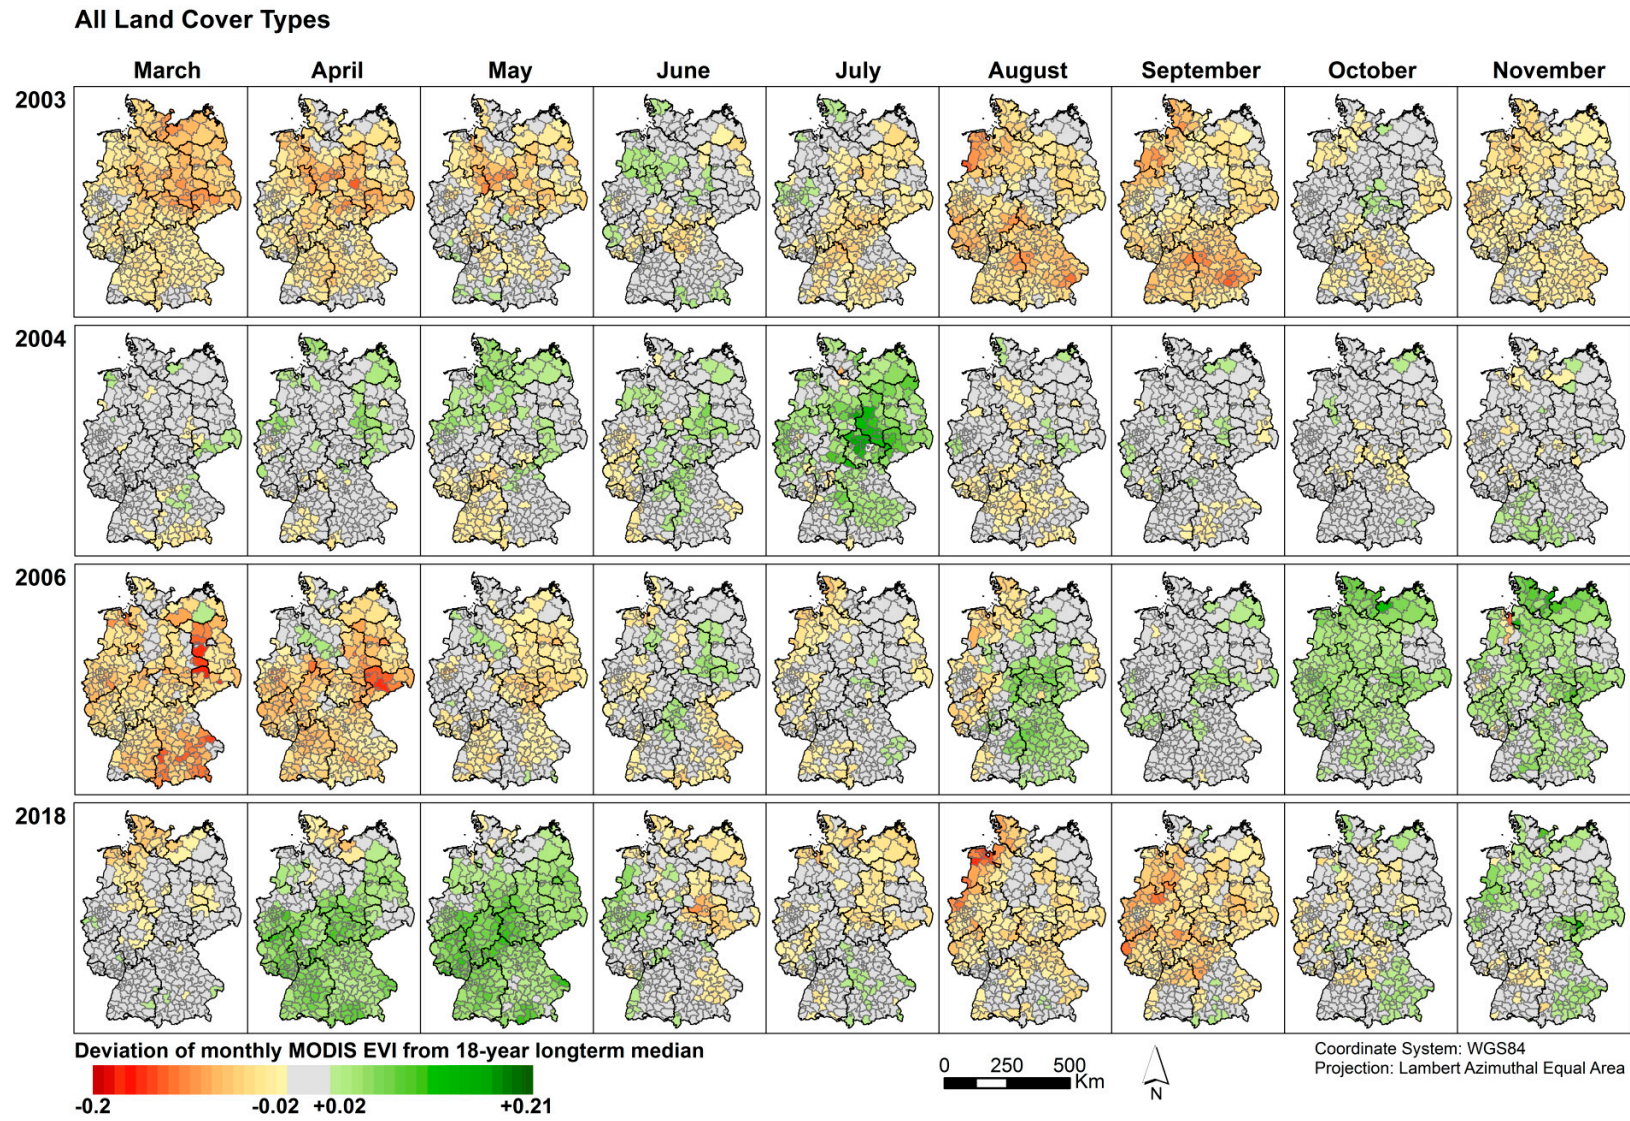 All Land Cover Types
March April May June July August September October November
2003
2004
2006
2018
Deviation of monthly MODIS EVI from 18-year longterm median
-0.2 -0.02 +0.02 +0.21
0 250 500
Km
N
Coordinate System: WGS84
Projection: Lambert Azimuthal Equal Area